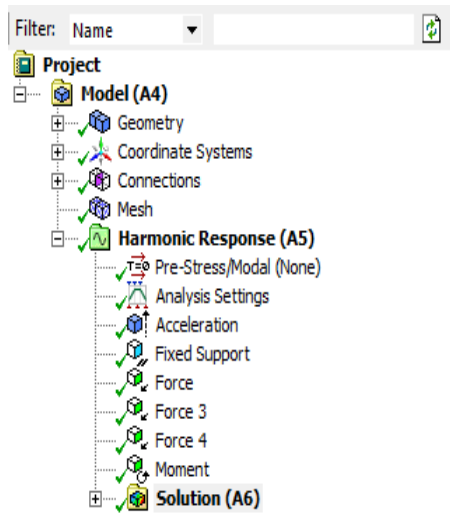 Filter: Name
Project
Model (A4)
Geometry
Coordinate Systems
Connections
Mesh
Harmonic Response (A5)
T=0 Pre-Stress/Modal (None)
Analysis Settings
Acceleration
Fixed Support
Force
Force 3
Force 4
Moment
Solution (A6)